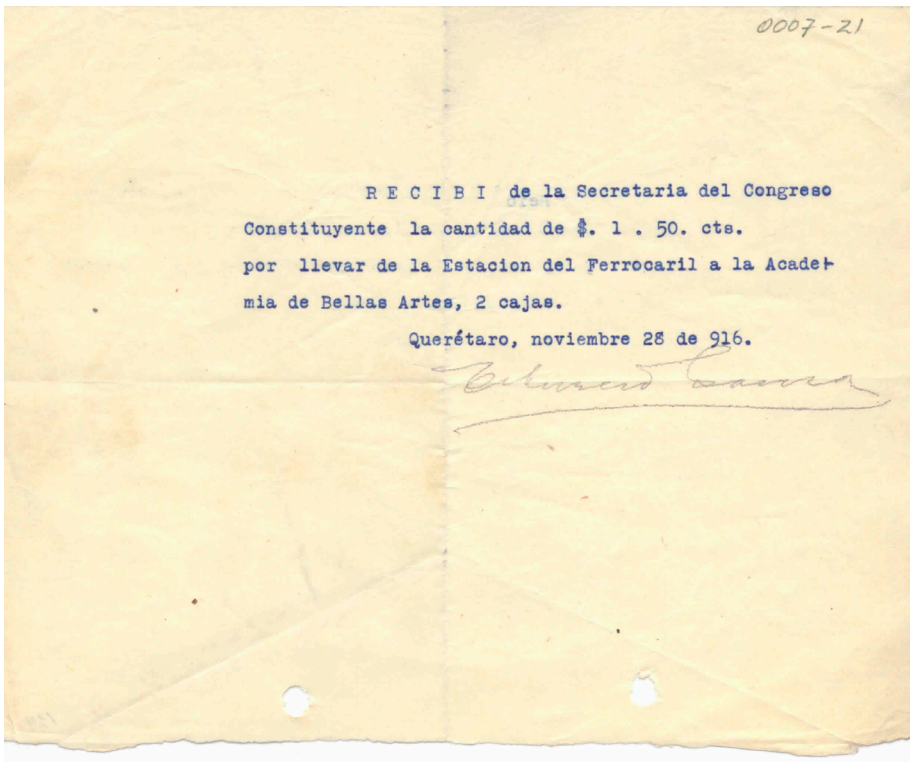 0007-21
R E C I B I de la Secretaria del Congreso
Constituyente la cantidad de $. 1 . 50. cts.
por llevar de la Estacion del Ferrocaril a la Acade-
mia de Bellas Artes, 2 cajas.
Querétaro, noviembre 28 de 916.